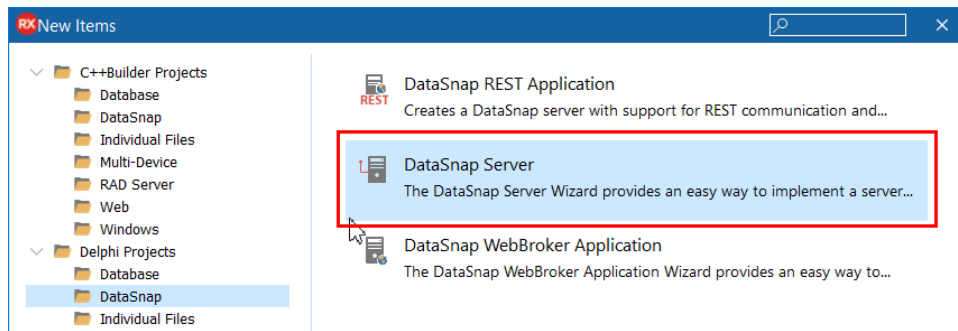 RX New Items
C++Builder Projects
Database
DataSnap
Individual Files
Multi-Device
RAD Server
Web
Windows
Delphi Projects
Database
DataSnap
Individual Files
DataSnap REST Application
REST
Creates a DataSnap server with support for REST communication and...
DataSnap Server
The DataSnap Server Wizard provides an easy way to implement a server...
DataSnap WebBroker Application
The DataSnap WebBroker Application Wizard provides an easy way to...